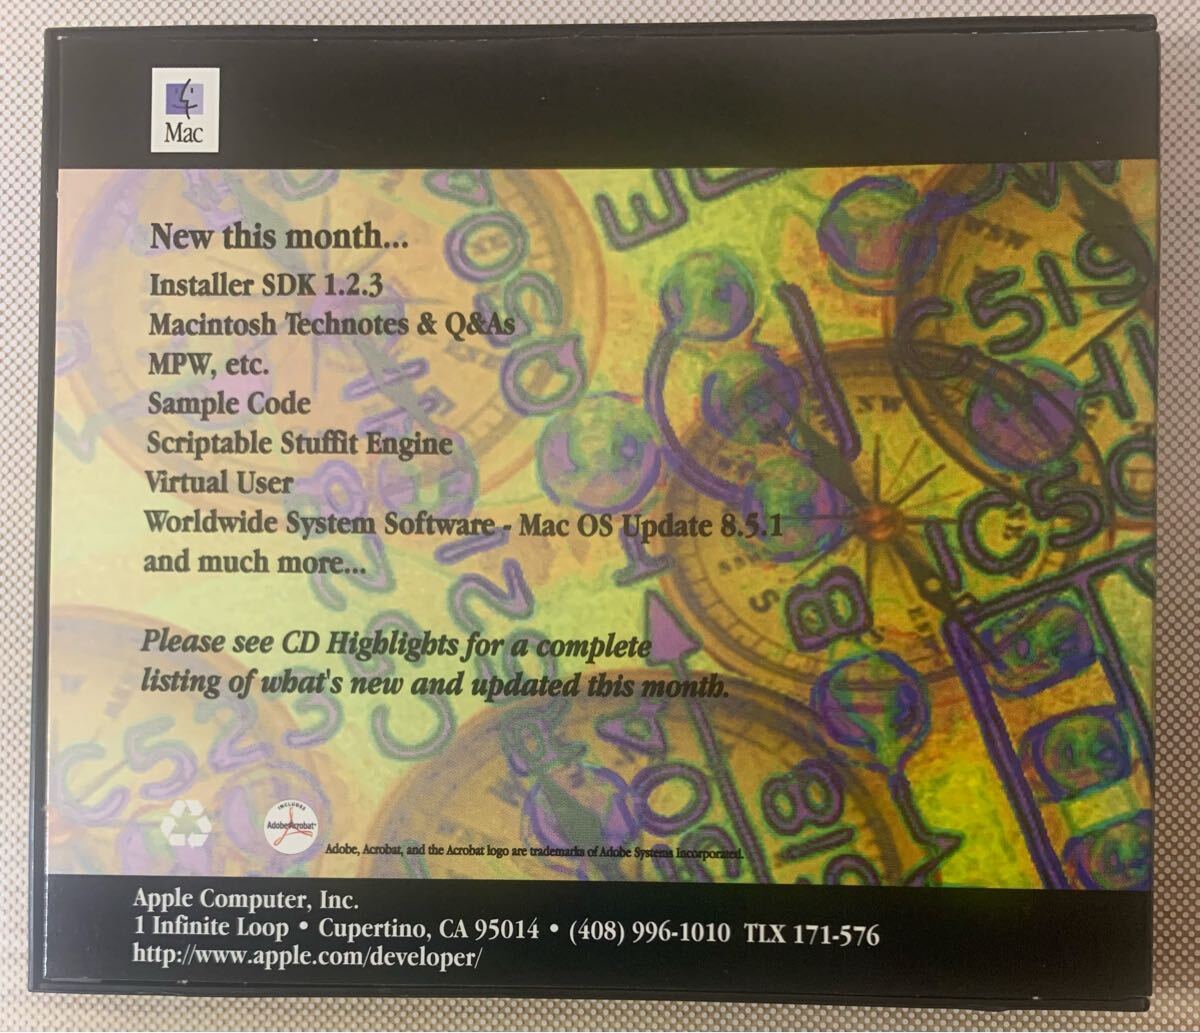 Mac
New this month...
Installer SDK 1.2.3
Macintosh Technotes & Q&As
MPW, etc.
Sample Code
Scriptable Stuffit Engine
Virtual User
Worldwide System Software - Mac OS Update 8.5.1
and much more...
Please see CD Highlights for a complete
listing of what's new and updated this month.
INCLUDES
Adobe Acrobat
Adobe, Acrobat, and the Acrobat logo are trademarks of Adobe Systems Incorporated.
Apple Computer, Inc.
1 Infinite Loop • Cupertino, CA 95014 • (408) 996-1010 TLX 171-576
http://www.apple.com/developer/
WSW
NW